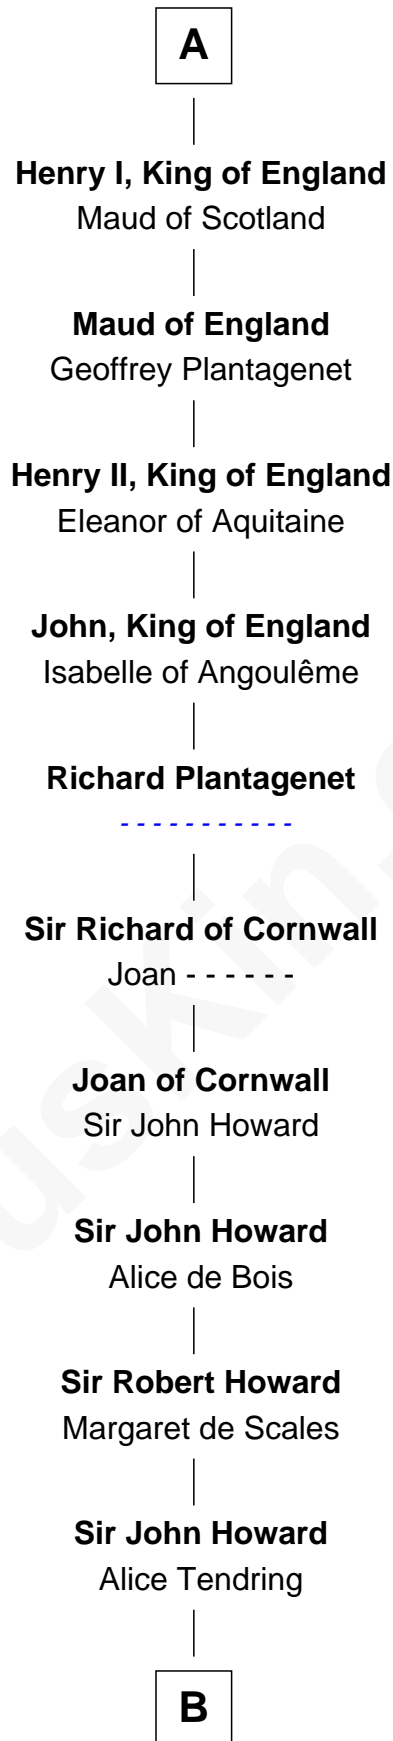 A
Henry I, King of England
Maud of Scotland
Maud of England
Geoffrey Plantagenet
Henry II, King of England
Eleanor of Aquitaine
John, King of England
Isabelle of Angoulême
Richard Plantagenet
- - - - - - - - - - -
Sir Richard of Cornwall
Joan - - - - - -
Joan of Cornwall
Sir John Howard
Sir John Howard
Alice de Bois
Sir Robert Howard
Margaret de Scales
Sir John Howard
Alice Tendring
B